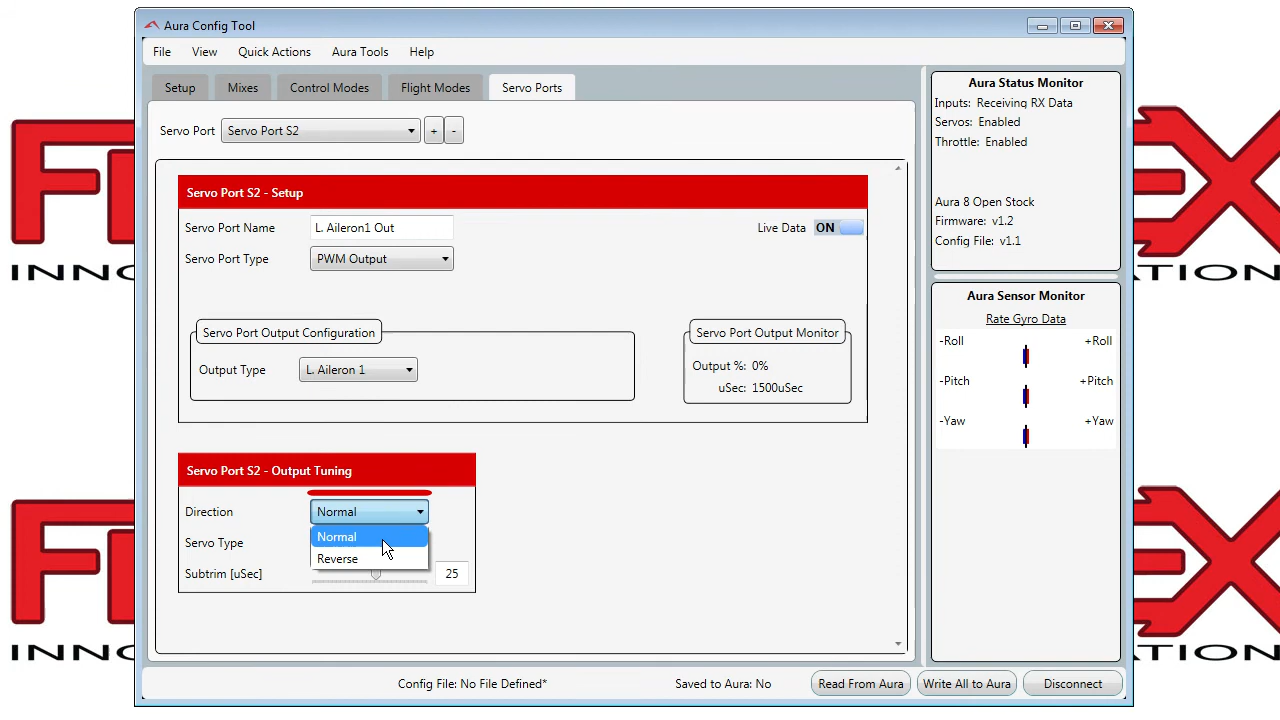 Aura Config Tool
File View Quick Actions Aura Tools Help
Setup Mixes Control Modes Flight Modes Servo Ports
Servo Port Servo Port S2 + -
Servo Port S2 - Setup
Servo Port Name L. Aileron1 Out Live Data ON
Servo Port Type PWM Output
Servo Port Output Configuration
Output Type L. Aileron 1
Servo Port Output Monitor
Output %: 0%
uSec: 1500uSec
Servo Port S2 - Output Tuning
Direction Normal
Normal
Reverse
Servo Type
Subtrim [uSec] 25
Aura Status Monitor
Inputs: Receiving RX Data
Servos: Enabled
Throttle: Enabled
Aura 8 Open Stock
Firmware: v1.2
Config File: v1.1
Aura Sensor Monitor
Rate Gyro Data
-Roll +Roll
-Pitch +Pitch
-Yaw +Yaw
Config File: No File Defined* Saved to Aura: No Read From Aura Write All to Aura Disconnect